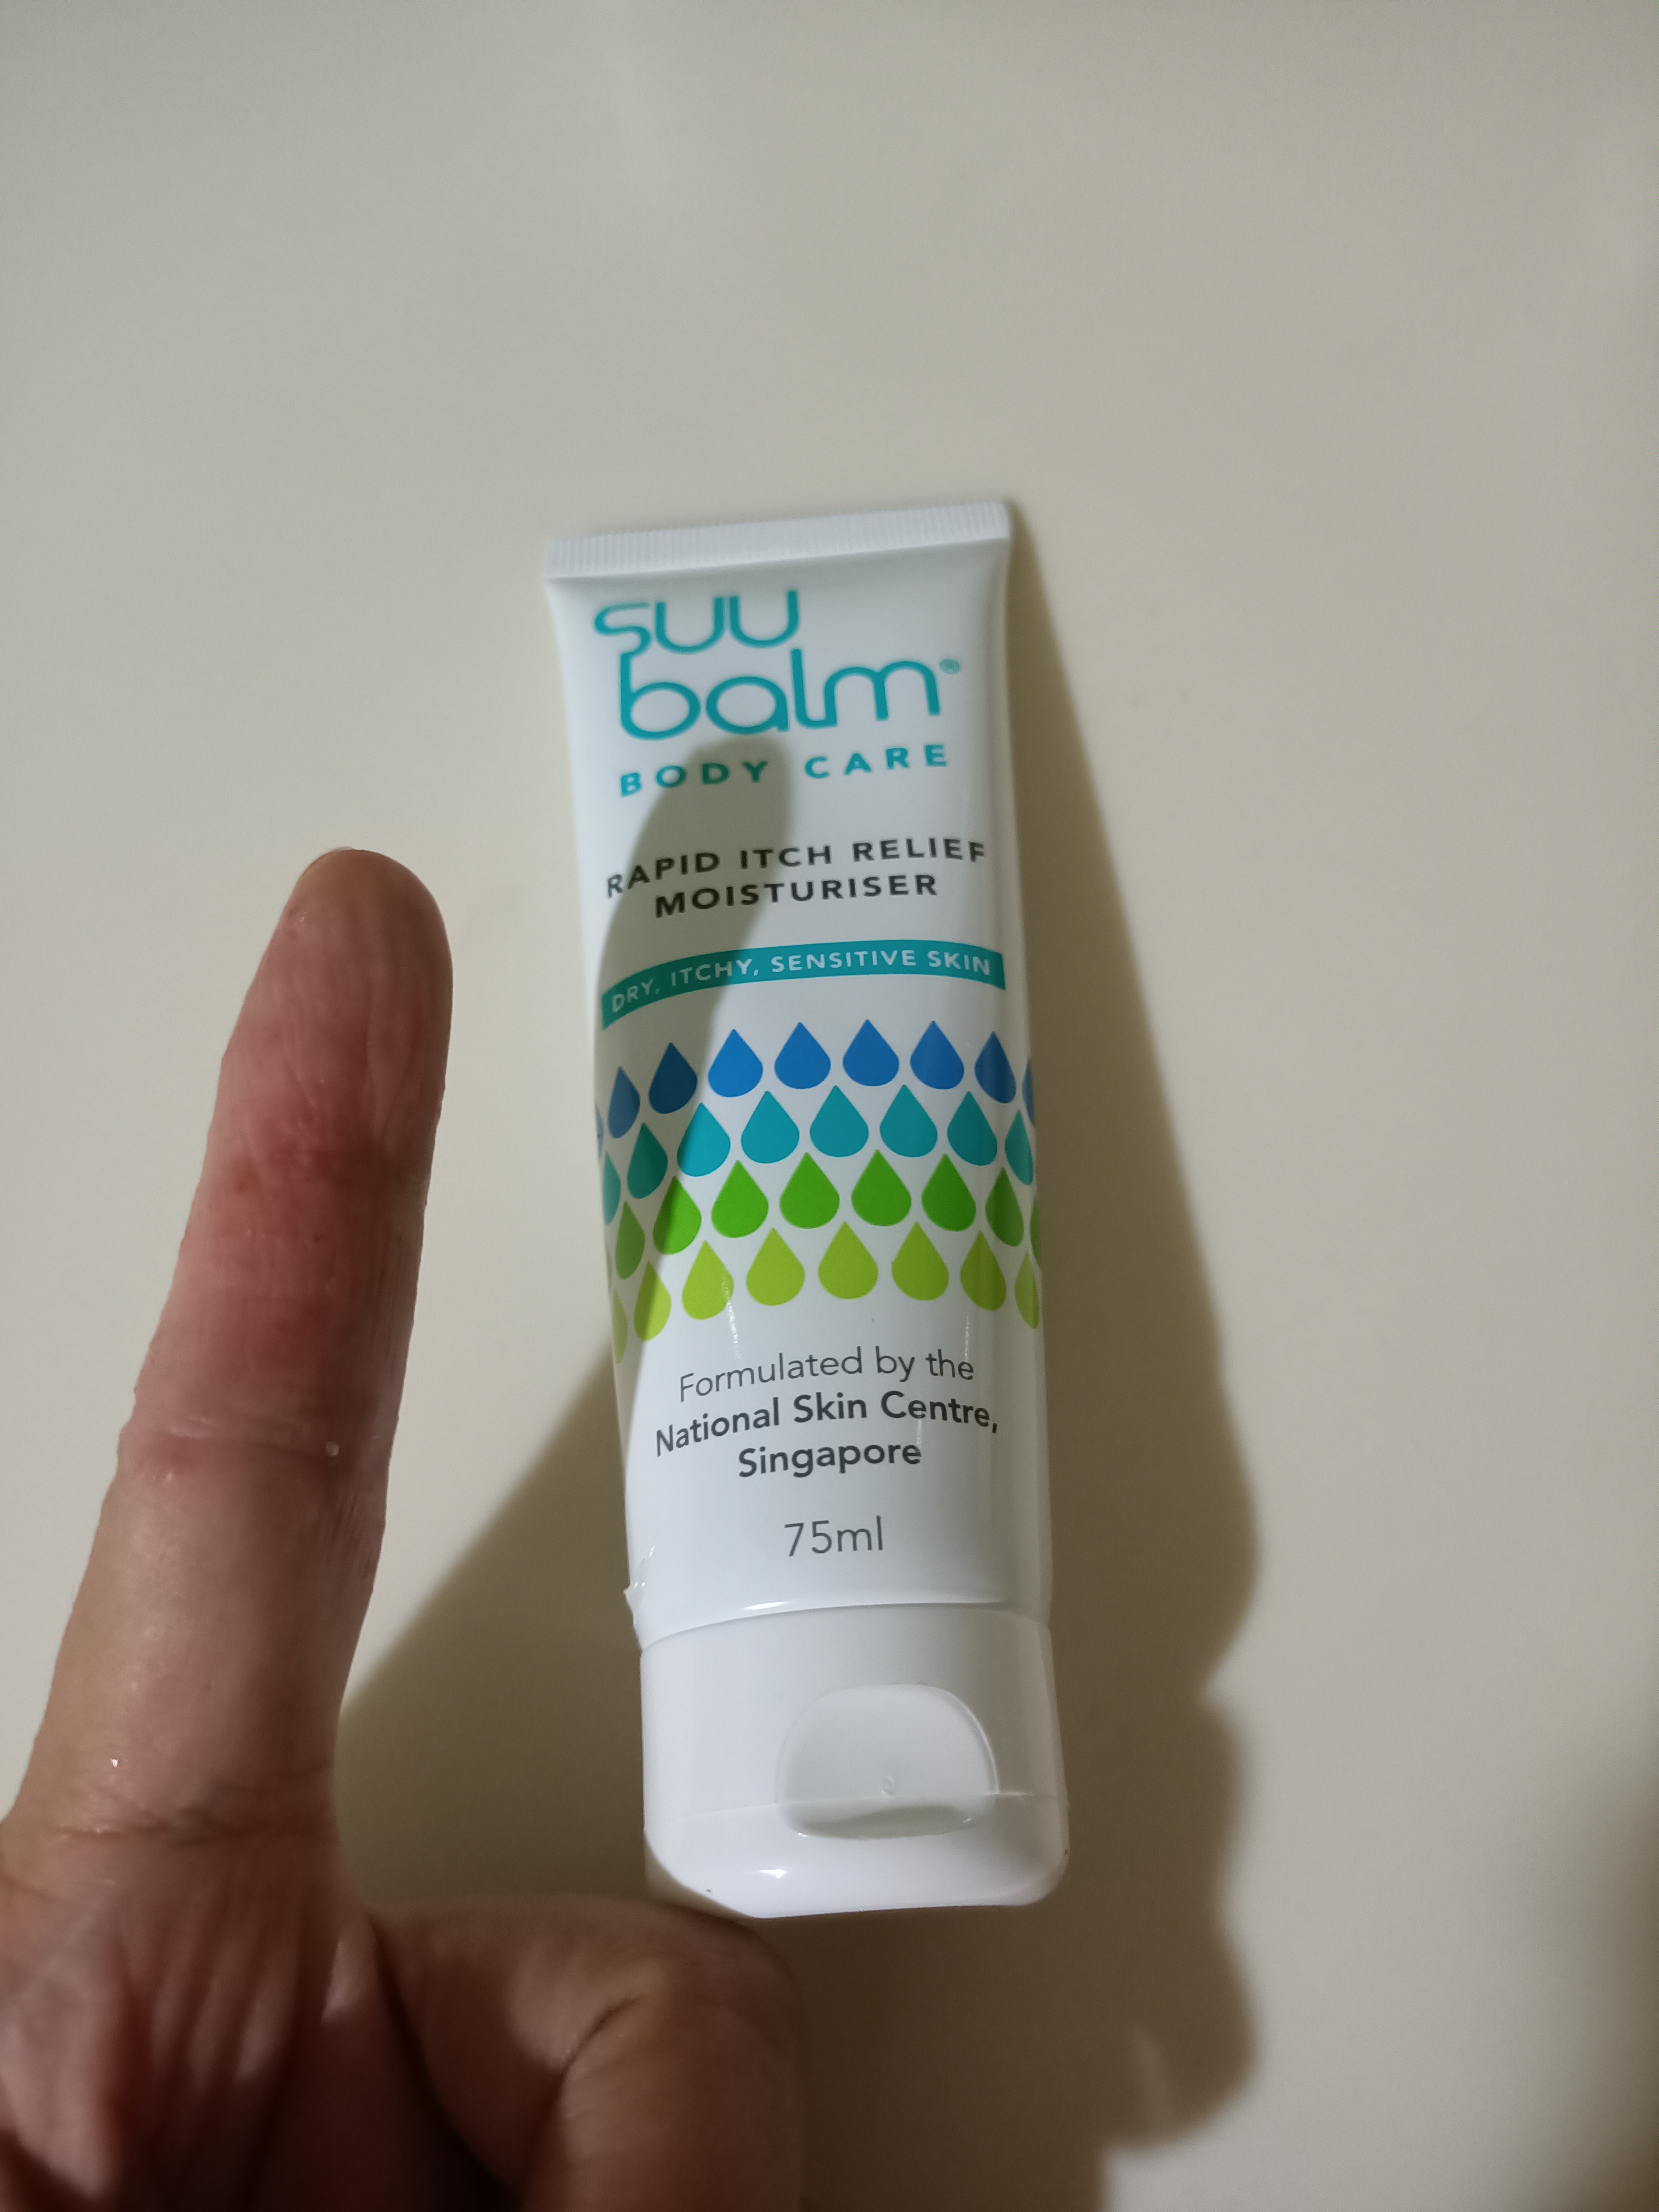 suu
balm®
BODY CARE
RAPID ITCH RELIEF
MOISTURISER
DRY, ITCHY, SENSITIVE SKIN
Formulated by the
National Skin Centre,
Singapore
75ml